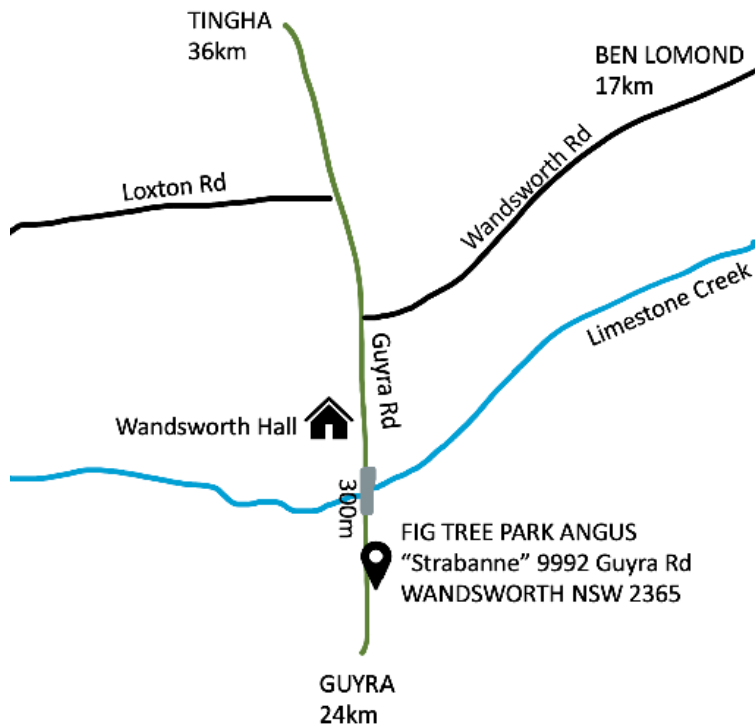 TINGHA
36km
BEN LOMOND
17km
Loxton Rd
Wandsworth Rd
Limestone Creek
Guyra Rd
Wandsworth Hall
300m
FIG TREE PARK ANGUS
“Strabanne” 9992 Guyra Rd
WANDSWORTH NSW 2365
GUYRA
24km